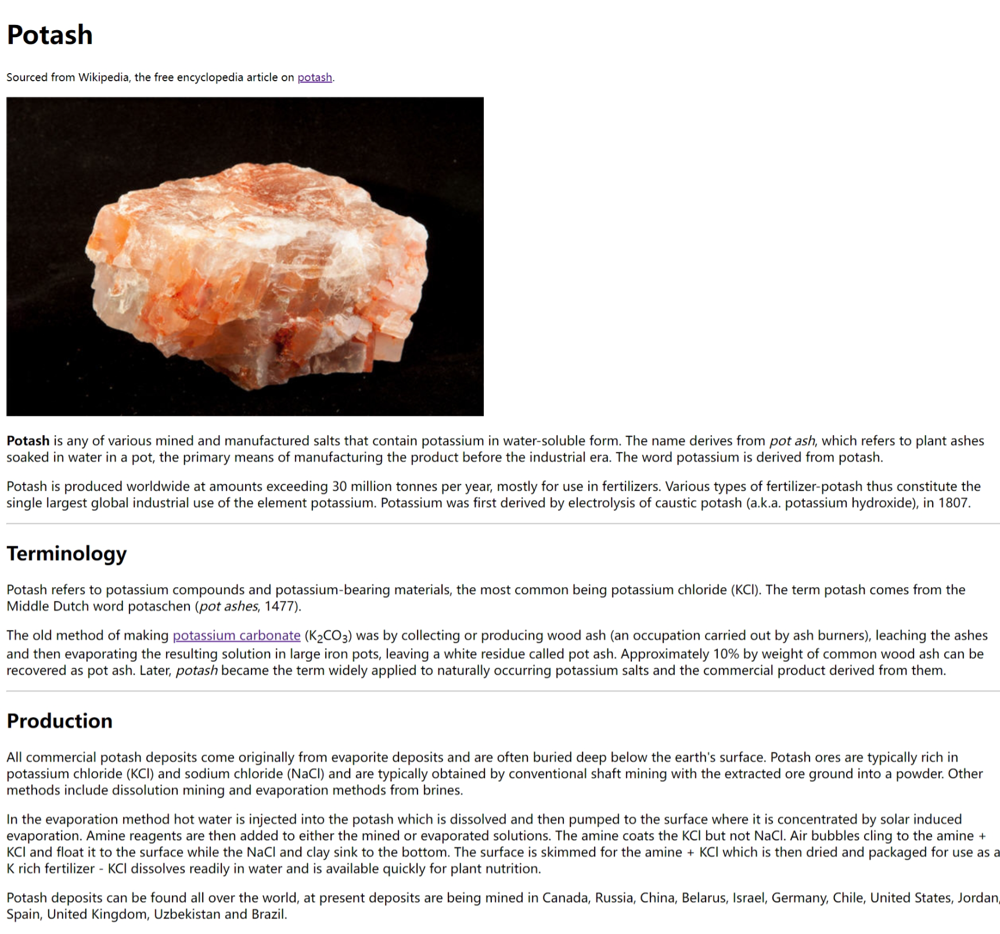 Potash
Sourced from Wikipedia, the free encyclopedia article on potash.
Potash is any of various mined and manufactured salts that contain potassium in water-soluble form. The name derives from pot ash, which refers to plant ashes
soaked in water in a pot, the primary means of manufacturing the product before the industrial era. The word potassium is derived from potash.
Potash is produced worldwide at amounts exceeding 30 million tonnes per year, mostly for use in fertilizers. Various types of fertilizer-potash thus constitute the
single largest global industrial use of the element potassium. Potassium was first derived by electrolysis of caustic potash (a.k.a. potassium hydroxide), in 1807.
Terminology
Potash refers to potassium compounds and potassium-bearing materials, the most common being potassium chloride (KCl). The term potash comes from the
Middle Dutch word potaschen (pot ashes, 1477).
The old method of making potassium carbonate (K₂CO₃) was by collecting or producing wood ash (an occupation carried out by ash burners), leaching the ashes
and then evaporating the resulting solution in large iron pots, leaving a white residue called pot ash. Approximately 10% by weight of common wood ash can be
recovered as pot ash. Later, potash became the term widely applied to naturally occurring potassium salts and the commercial product derived from them.
Production
All commercial potash deposits come originally from evaporite deposits and are often buried deep below the earth's surface. Potash ores are typically rich in
potassium chloride (KCl) and sodium chloride (NaCl) and are typically obtained by conventional shaft mining with the extracted ore ground into a powder. Other
methods include dissolution mining and evaporation methods from brines.
In the evaporation method hot water is injected into the potash which is dissolved and then pumped to the surface where it is concentrated by solar induced
evaporation. Amine reagents are then added to either the mined or evaporated solutions. The amine coats the KCl but not NaCl. Air bubbles cling to the amine +
KCl and float it to the surface while the NaCl and clay sink to the bottom. The surface is skimmed for the amine + KCl which is then dried and packaged for use as a
K rich fertilizer - KCl dissolves readily in water and is available quickly for plant nutrition.
Potash deposits can be found all over the world, at present deposits are being mined in Canada, Russia, China, Belarus, Israel, Germany, Chile, United States, Jordan,
Spain, United Kingdom, Uzbekistan and Brazil.